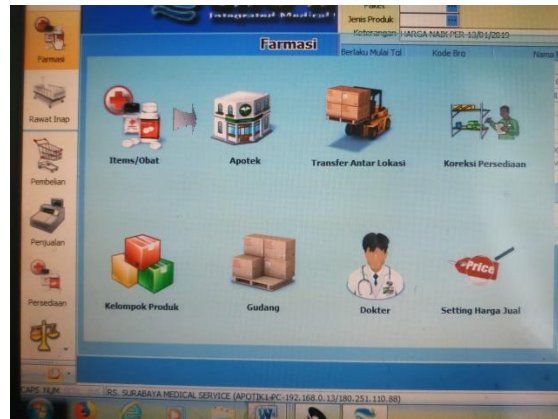 Integrated Medical
Paket
Jenis Produk
Keterangan HARGA NAIK PER-13/01/2019
Farmasi
Berlaku Mulai Tgl Kode Brg Nama
Farmasi
Rawat Inap
Pembelian
Penjualan
Persediaan
Items/Obat
Apotek
Transfer Antar Lokasi
Koreksi Persediaan
Price
Kelompok Produk
Gudang
Dokter
Setting Harga Jual
CAPS NUM
RS. SURABAYA MEDICAL SERVICE (APOTIK1-PC-192.168.0.13/180.251.110.88)
W